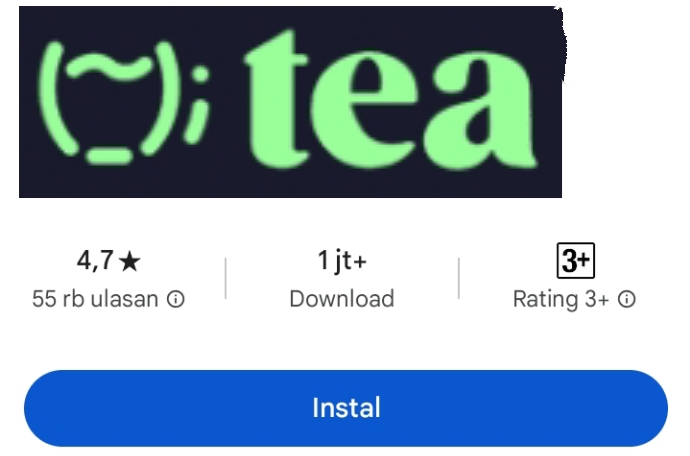 (~_); tea
4,7★
55 rb ulasan
1 jt+
Download
3+
Rating 3+
Instal